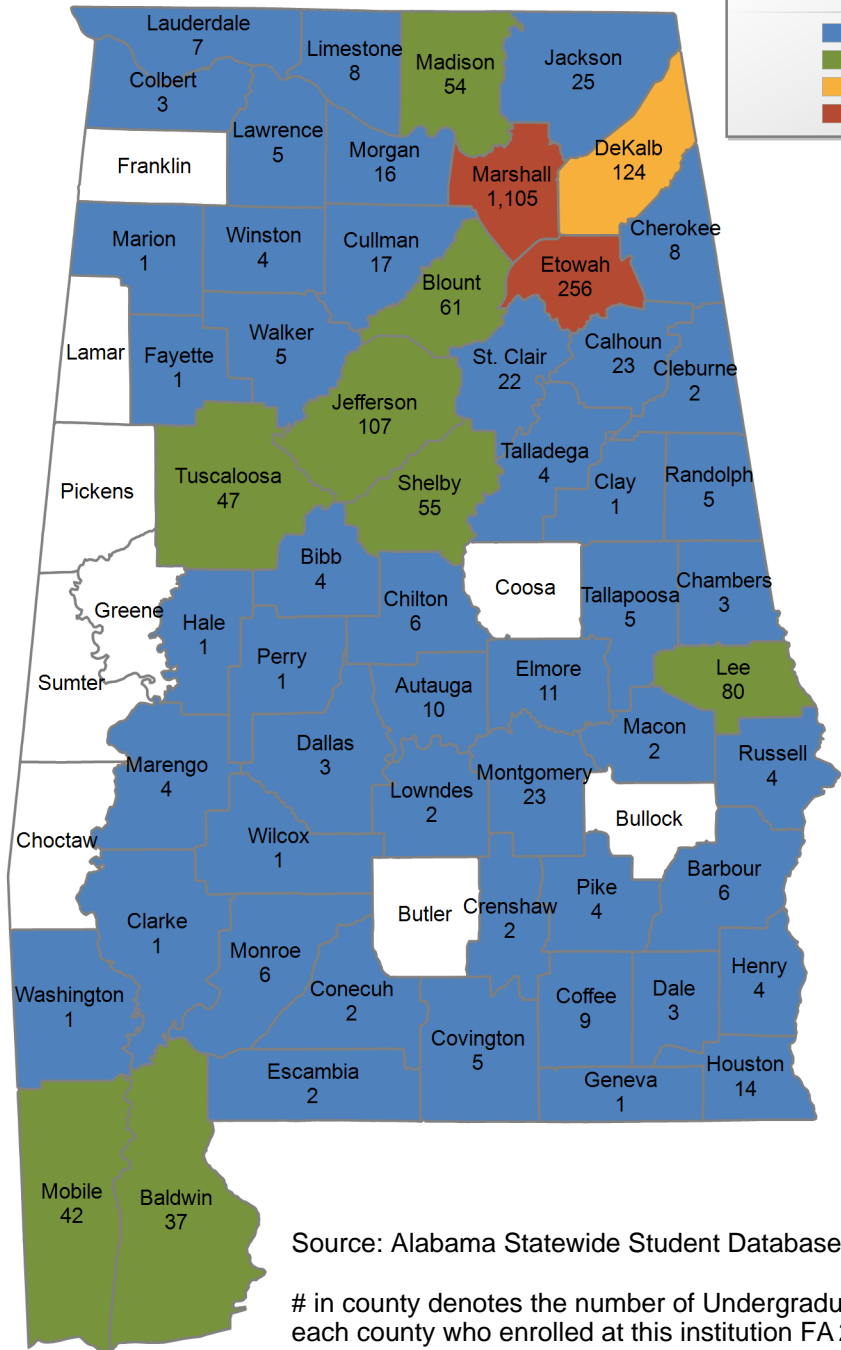 Lauderdale
7
Limestone
8
Madison
54
Jackson
25
Colbert
3
Lawrence
5
Morgan
16
Franklin
Marshall
1,105
DeKalb
124
Marion
1
Winston
4
Cullman
17
Cherokee
8
Etowah
256
Blount
61
Lamar
Fayette
1
Walker
5
St. Clair
22
Calhoun
23
Cleburne
2
Jefferson
107
Talladega
4
Tuscaloosa
47
Shelby
55
Clay
1
Randolph
5
Pickens
Bibb
4
Coosa
Chilton
6
Tallapoosa
5
Chambers
3
Greene
Hale
1
Perry
1
Sumter
Autauga
10
Elmore
11
Lee
80
Macon
2
Russell
4
Marengo
4
Dallas
3
Lowndes
2
Montgomery
23
Bullock
Choctaw
Wilcox
1
Barbour
6
Clarke
1
Butler
Crenshaw
2
Pike
4
Monroe
6
Washington
1
Conecuh
2
Coffee
9
Dale
3
Henry
4
Covington
5
Escambia
2
Geneva
1
Houston
14
Mobile
42
Baldwin
37
Source: Alabama Statewide Student Database
# in county denotes the number of Undergradu
each county who enrolled at this institution FA 2